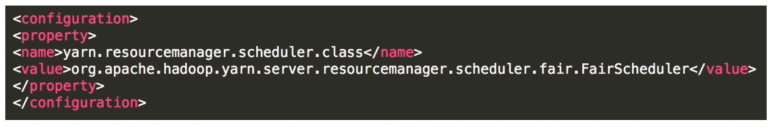 <configuration>
<property>
<name>yarn.resourcemanager.scheduler.class</name>
<value>org.apache.hadoop.yarn.server.resourcemanager.scheduler.fair.FairScheduler</value>
</property>
</configuration>